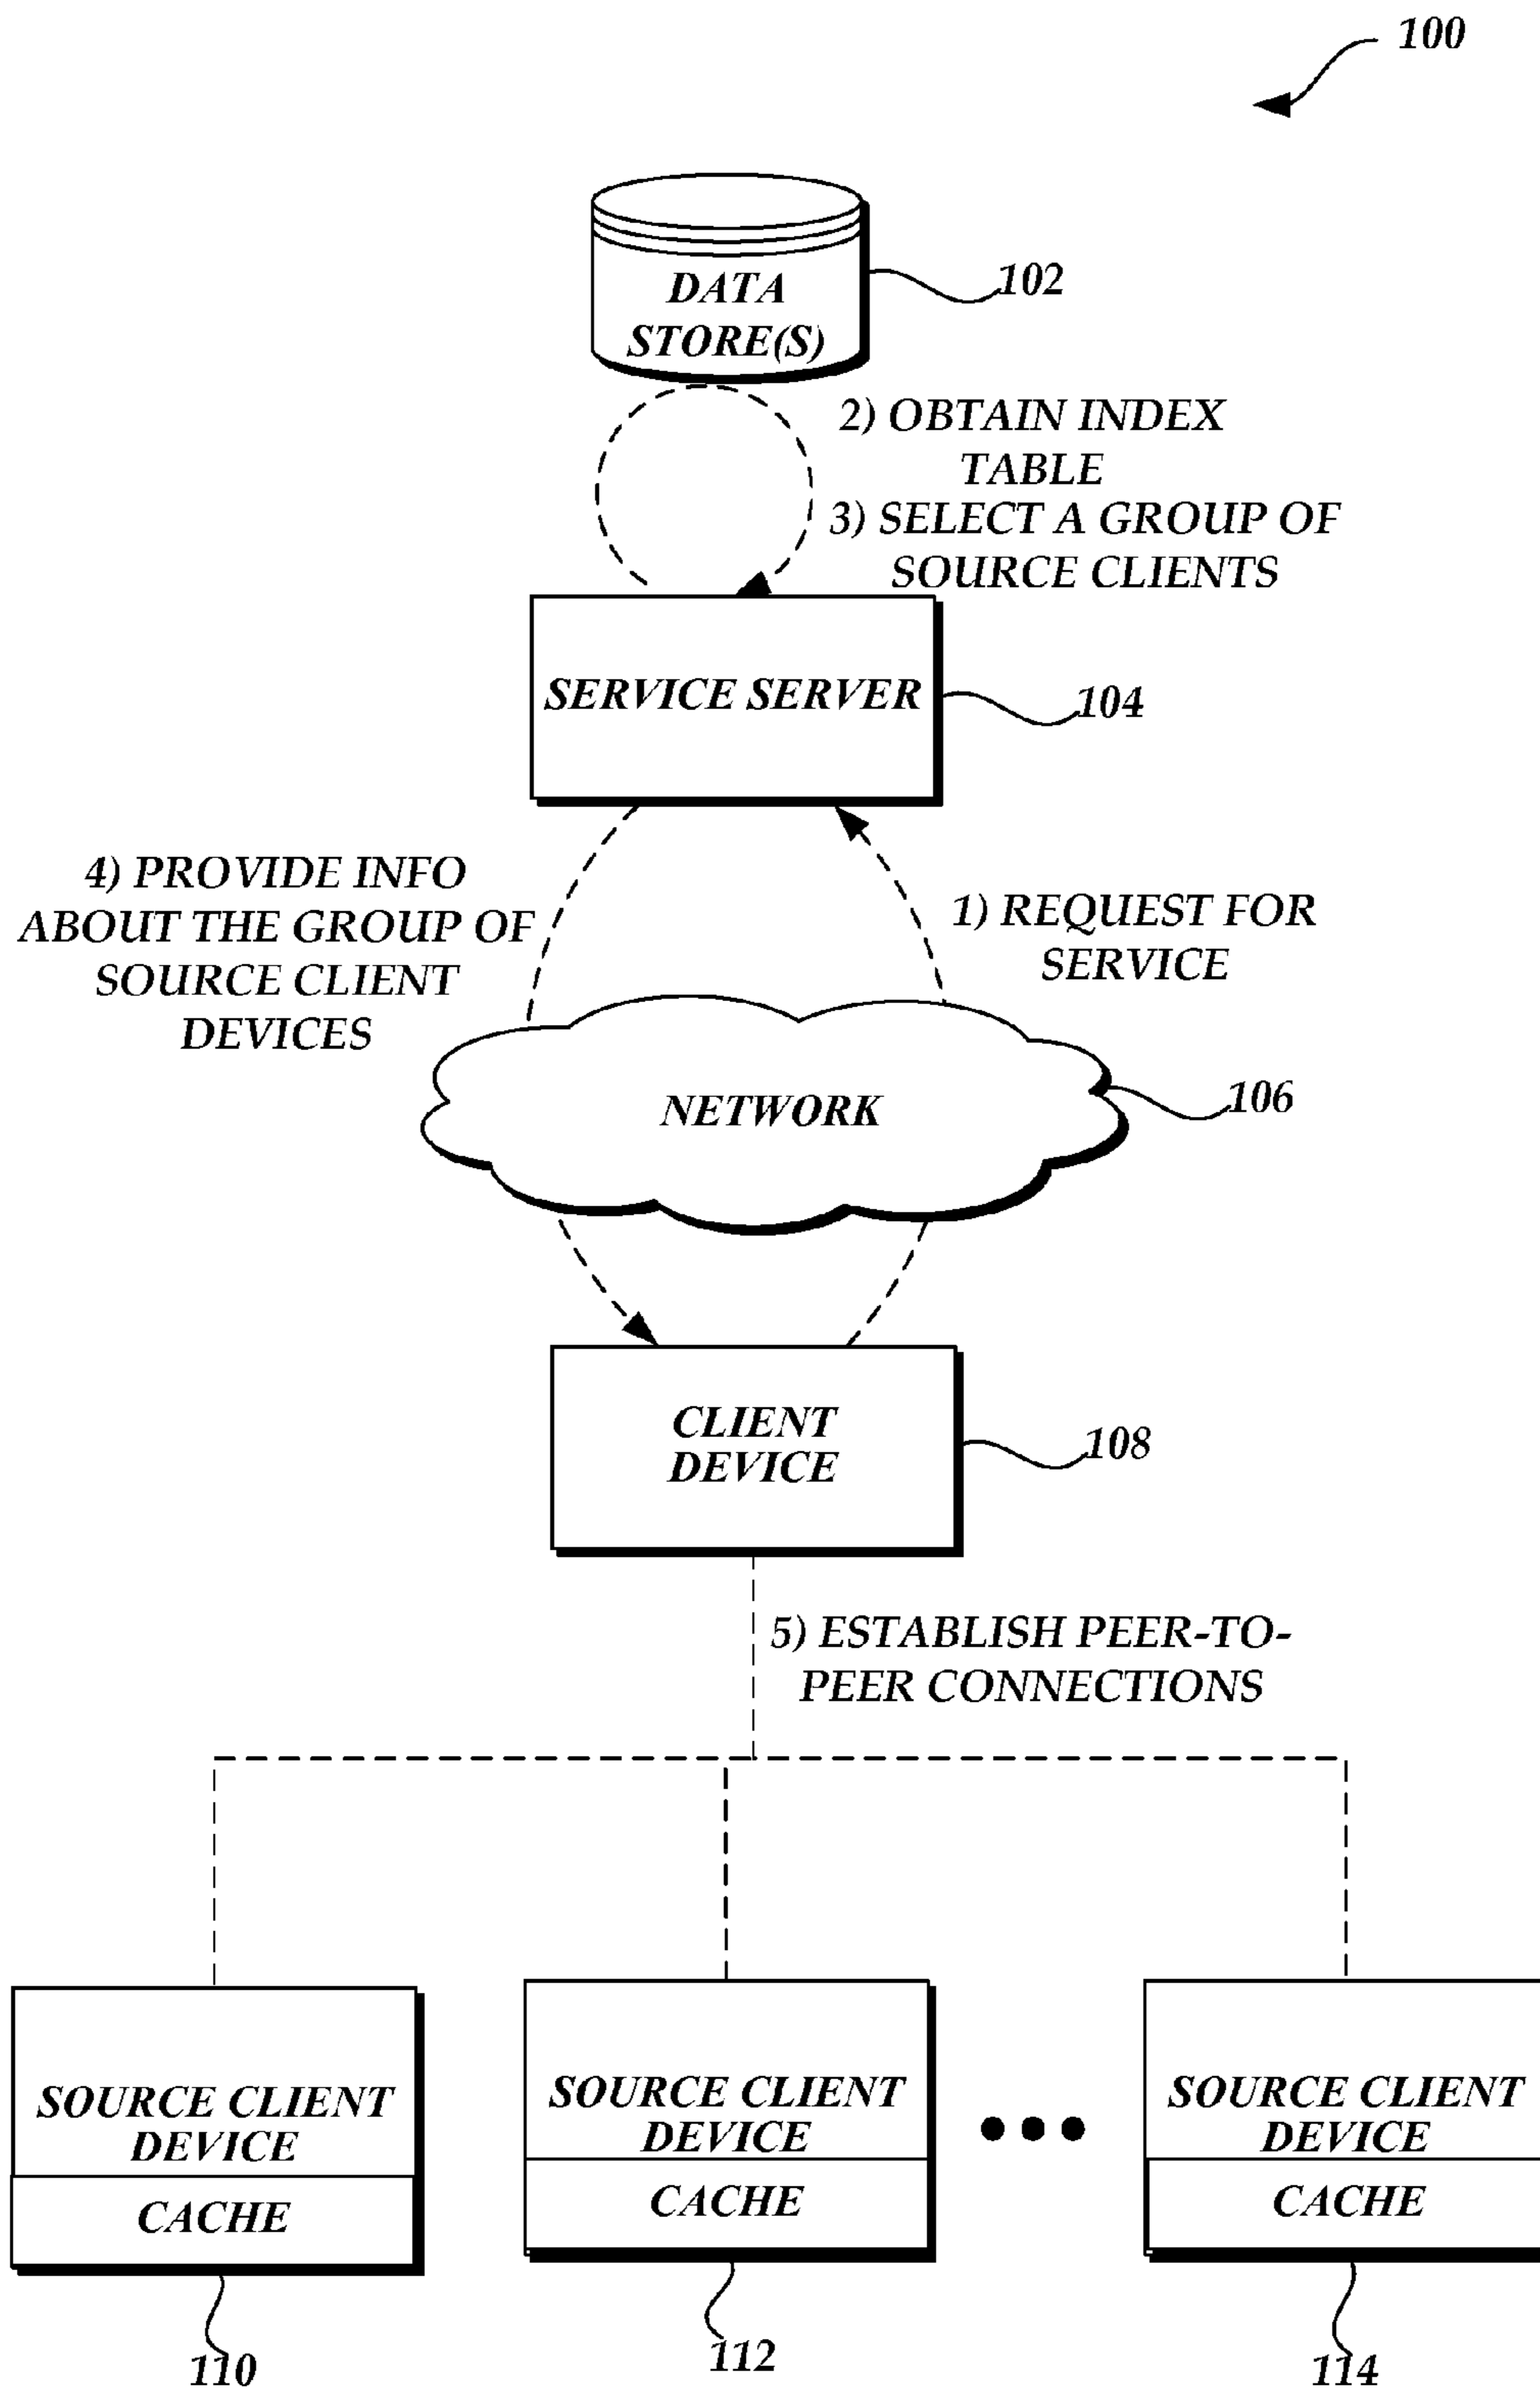 100
DATA
STORE(S)
102
2) OBTAIN INDEX
TABLE
3) SELECT A GROUP OF
SOURCE CLIENTS
SERVICE SERVER
104
4) PROVIDE INFO
ABOUT THE GROUP OF
SOURCE CLIENT
DEVICES
1) REQUEST FOR
SERVICE
NETWORK
106
CLIENT
DEVICE
108
5) ESTABLISH PEER-TO-
PEER CONNECTIONS
SOURCE CLIENT
DEVICE
CACHE
110
SOURCE CLIENT
DEVICE
CACHE
112
SOURCE CLIENT
DEVICE
CACHE
114